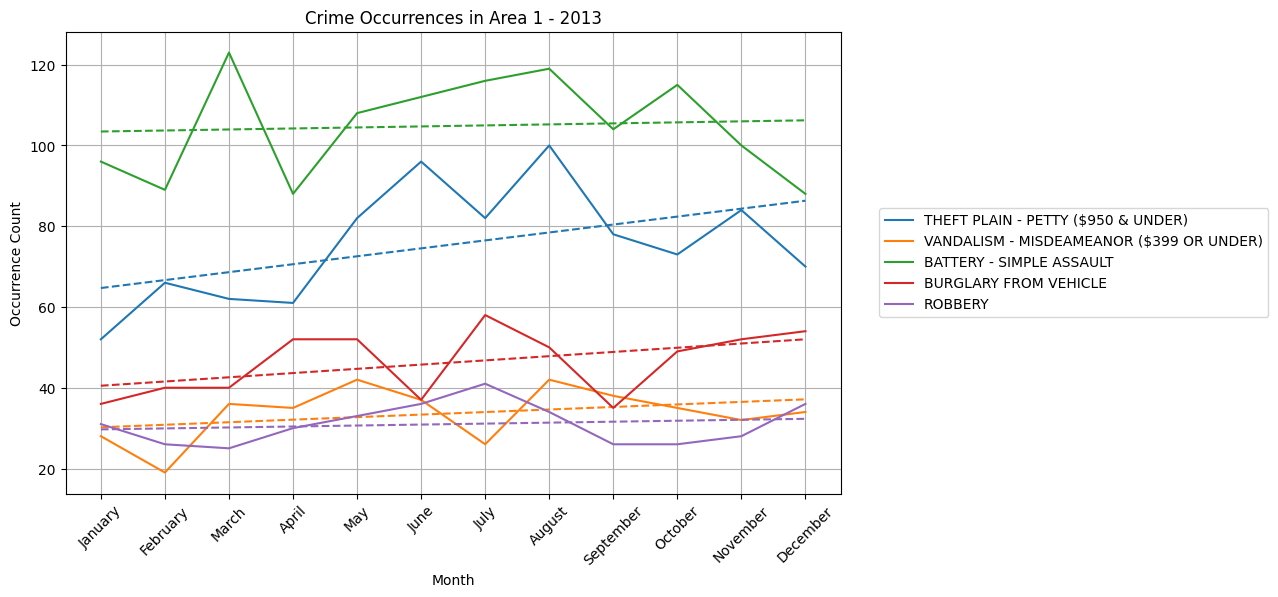 Crime Occurrences in Area 1 - 2013
Occurrence Count
120
100
80
60
40
20
January
February
March
April
May
June
July
August
September
October
November
December
Month
THEFT PLAIN - PETTY ($950 & UNDER)
VANDALISM - MISDEAMEANOR ($399 OR UNDER)
BATTERY - SIMPLE ASSAULT
BURGLARY FROM VEHICLE
ROBBERY